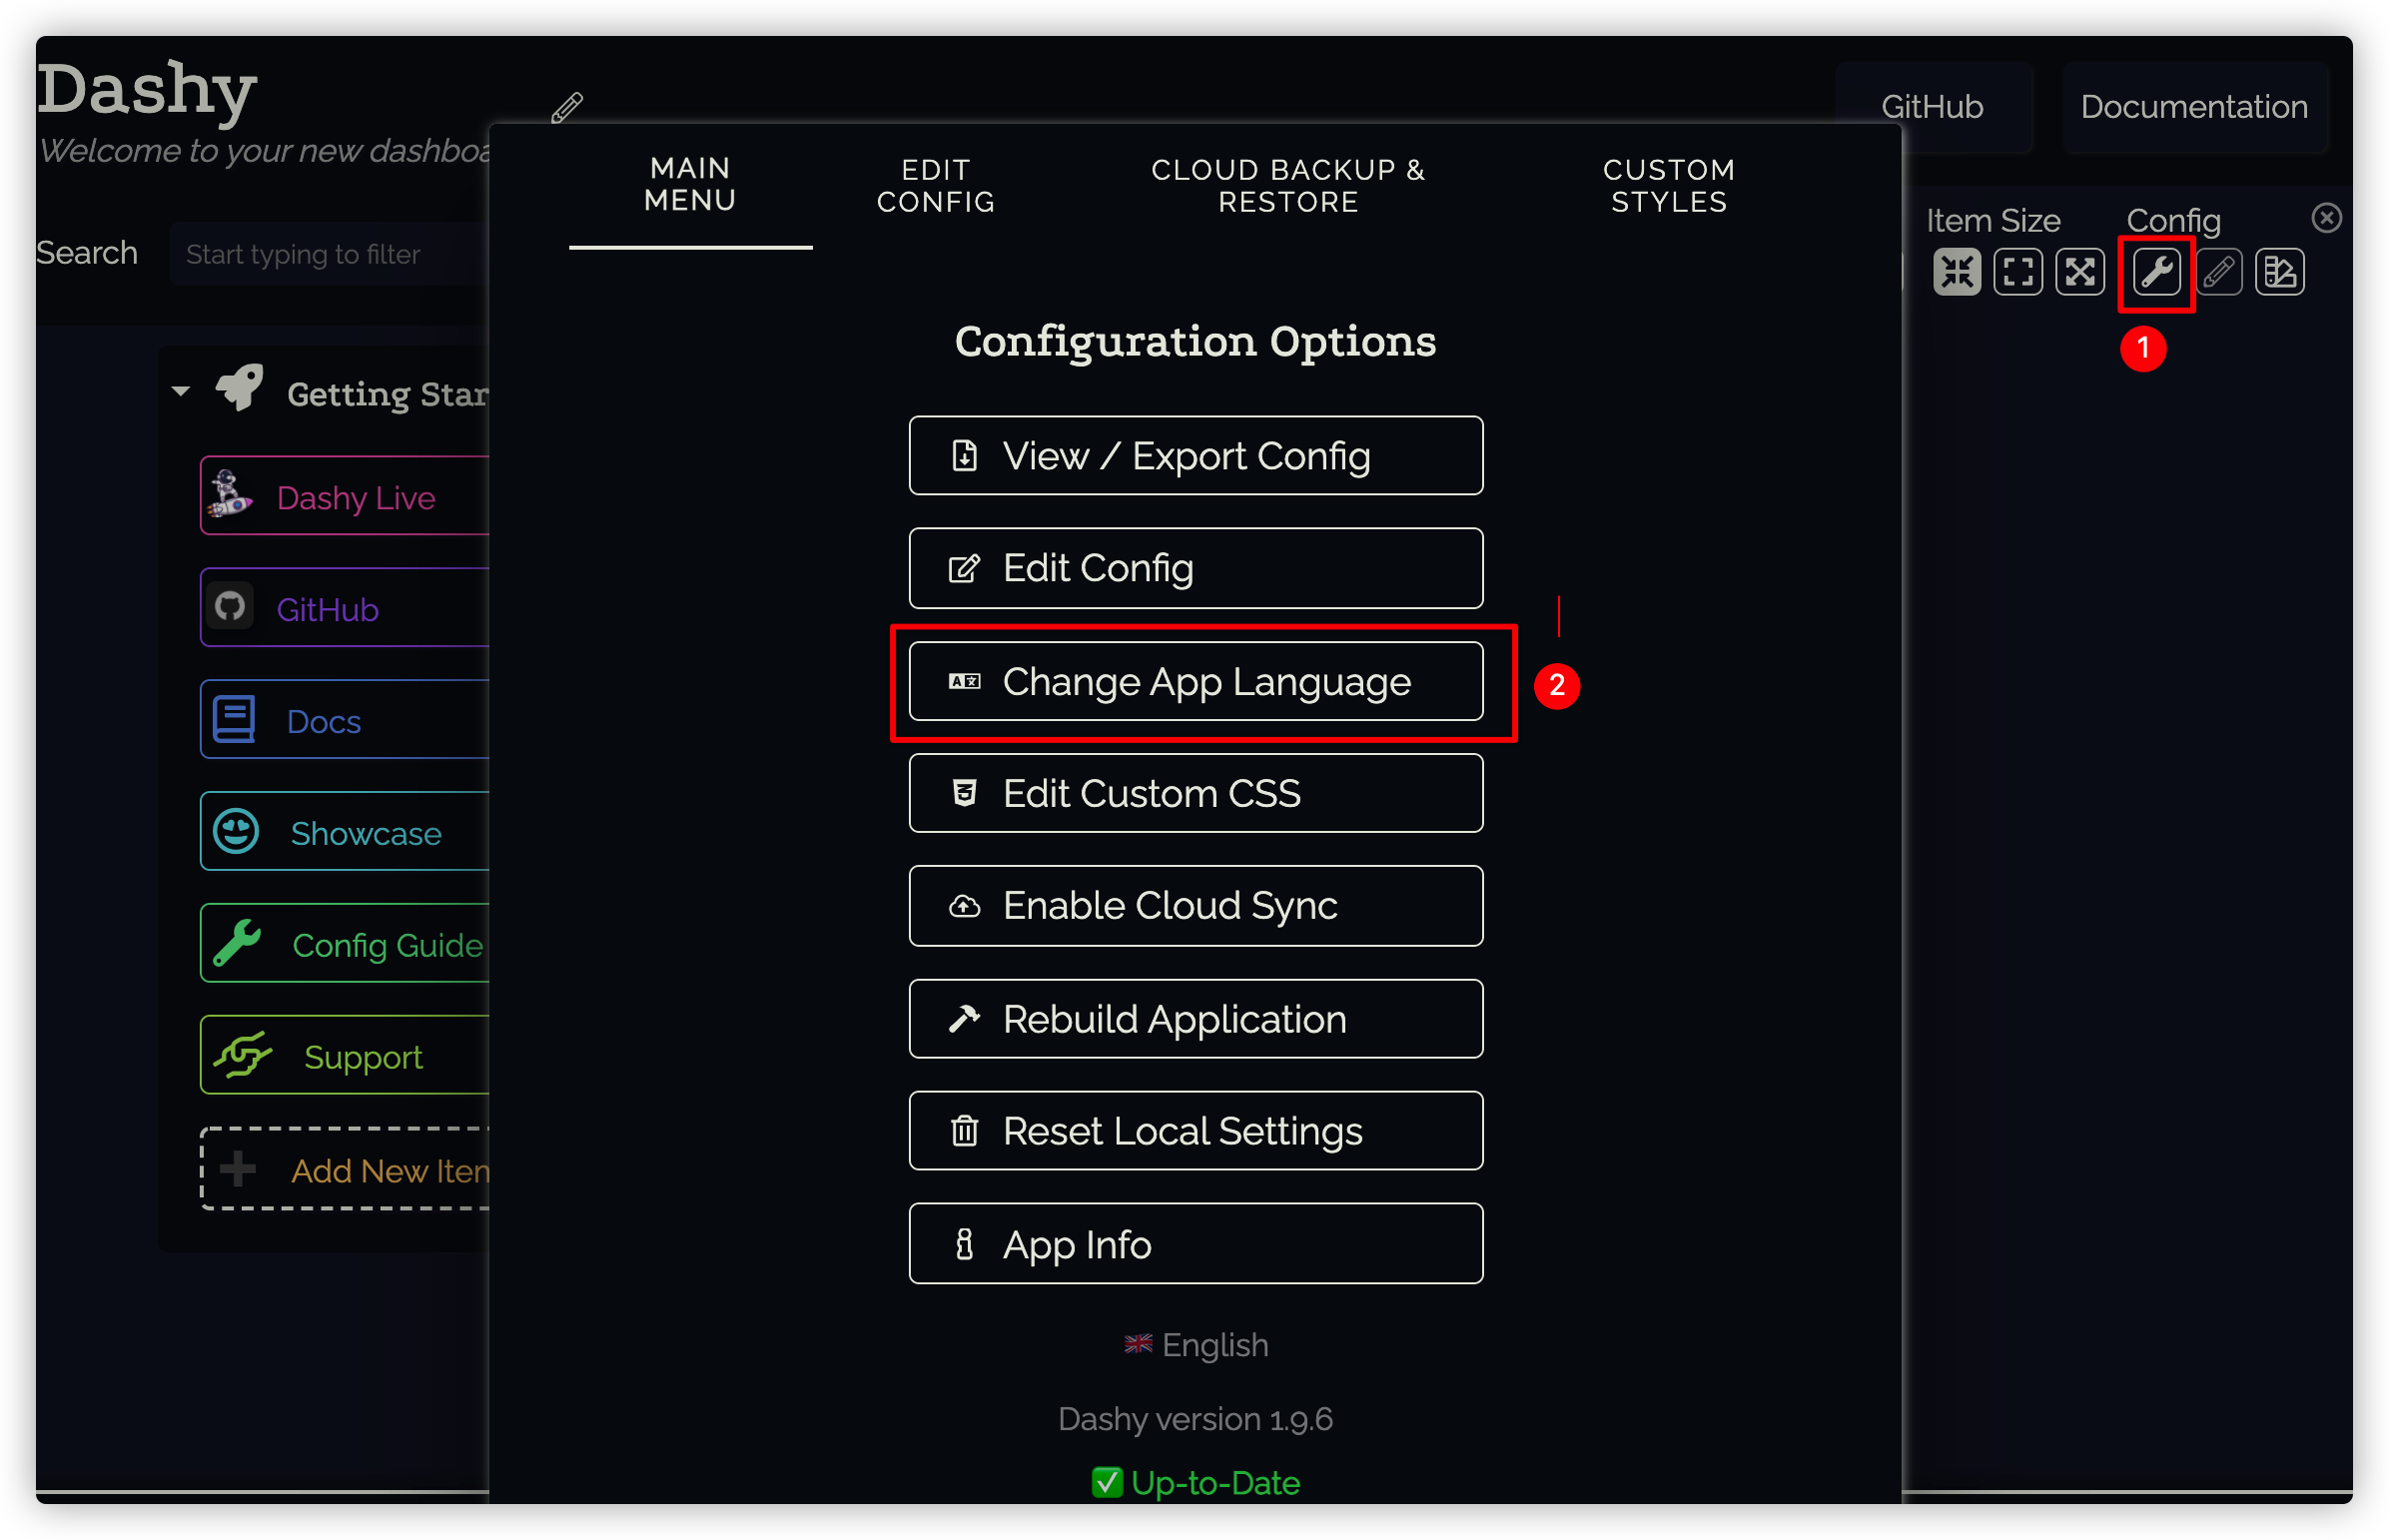 Dashy
Welcome to your new dashboa
GitHub
Documentation
MAIN
MENU
EDIT
CONFIG
CLOUD BACKUP &
RESTORE
CUSTOM
STYLES
Search
Start typing to filter
Item Size
Config
1
Configuration Options
Getting Star
View / Export Config
Dashy Live
Edit Config
GitHub
Change App Language
2
Docs
Edit Custom CSS
Showcase
Enable Cloud Sync
Config Guide
Rebuild Application
Support
Reset Local Settings
Add New Iten
App Info
English
Dashy version 1.9.6
Up-to-Date